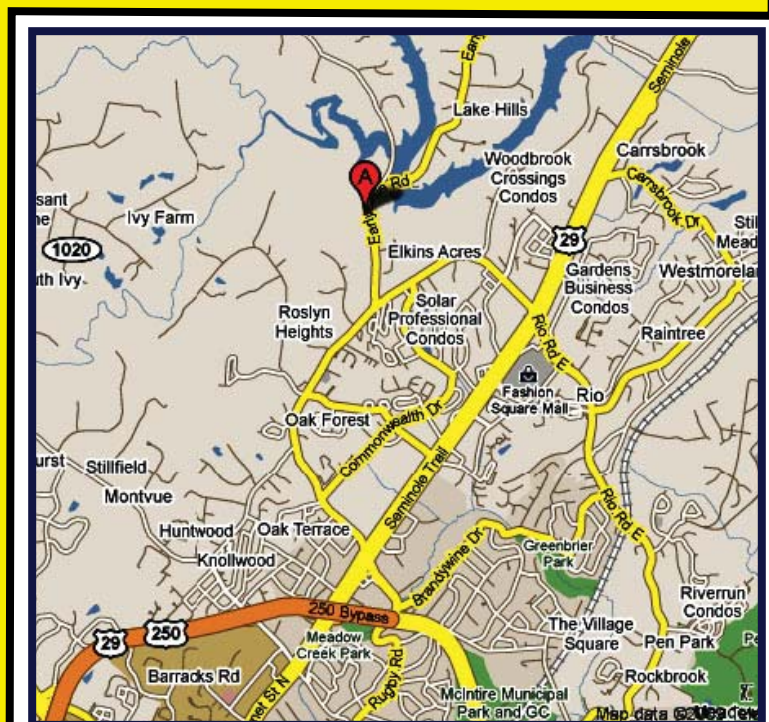 Seminole
Lake Hills
Carrsbrook
Woodbrook
Crossings
Condos
A
Rd
Carrsbrook Dr
Ivy Farm
1020
29
Elkins Acres
Gardens
Business
Condos
Roslyn
Heights
Solar
Professional
Condos
Rio Rd E
Raintree
Fashion
Square Mall
Rio
Oak Forest
Commonwealth Dr
Stillfield
Montvue
Seminole Trail
Huntwood
Oak Terrace
Knollwood
Brandywine Dr
Rio Rd E
Greenbrier
Park
250 Bypass
Riverrun
Condos
29
250
Meadow
Creek Park
The Village
Square
Pen Park
Barracks Rd
Rugby Rd
Rockbrook
McIntire Municipal
Park and GC
Map data